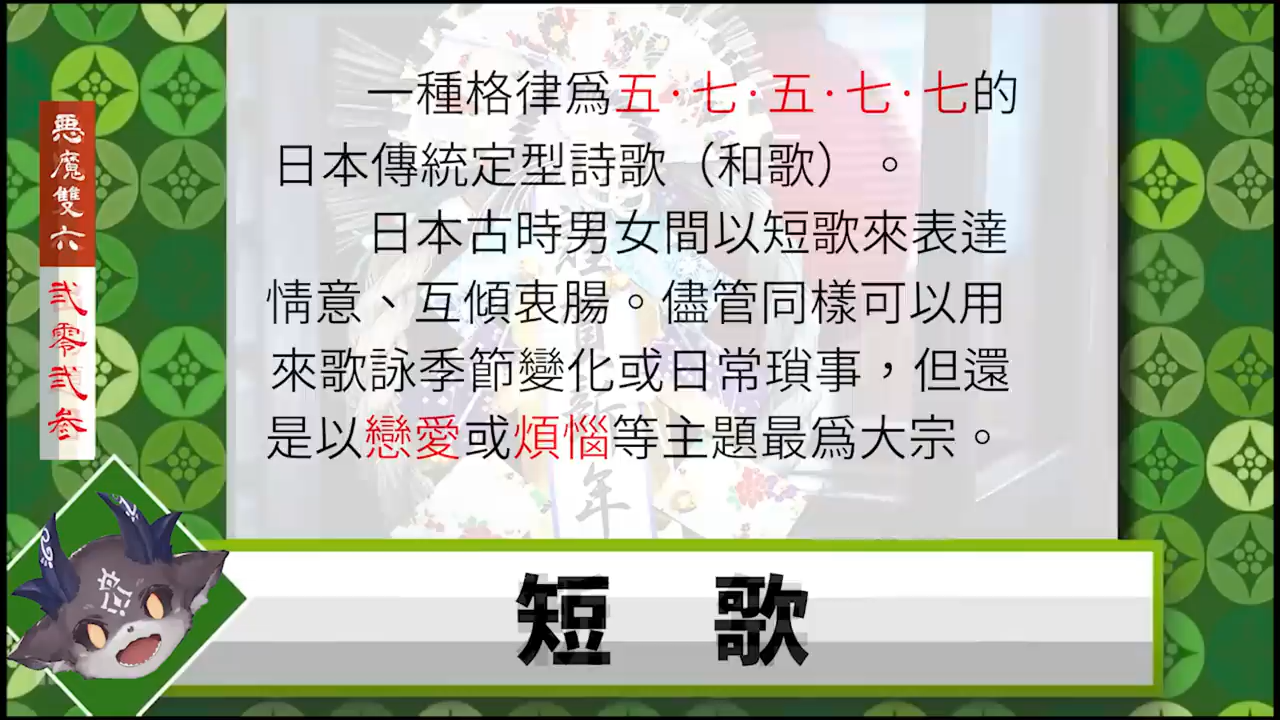 一種格律爲五·七·五·七·七的
日本傳統定型詩歌（和歌）。
日本古時男女間以短歌來表達
情意、互傾衷腸。儘管同樣可以用
來歌詠季節變化或日常瑣事，但還
是以戀愛或煩惱等主題最爲大宗。
惡魔雙六
弐零弐参
年
短歌